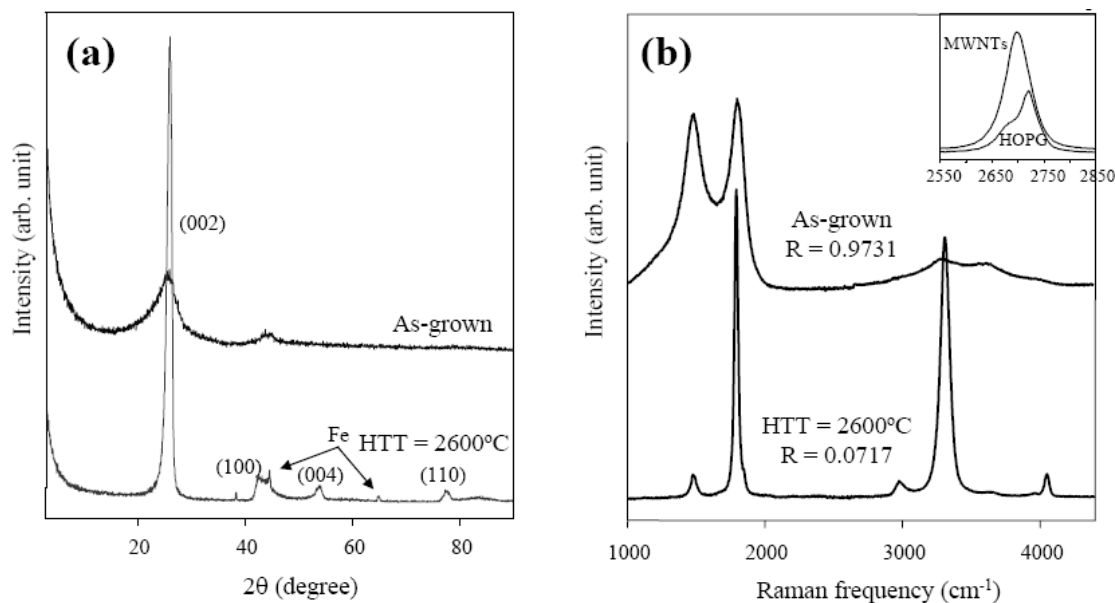 (a)
Intensity (arb. unit)
(002)
As-grown
Fe
HTT = 2600ºC
(100)
(004)
(110)
20
40
60
80
2θ (degree)
(b)
Intensity (arb. unit)
MWNTs
HOPG
2550
2650
2750
2850
As-grown
R = 0.9731
HTT = 2600ºC
R = 0.0717
1000
2000
3000
4000
Raman frequency (cm⁻¹)